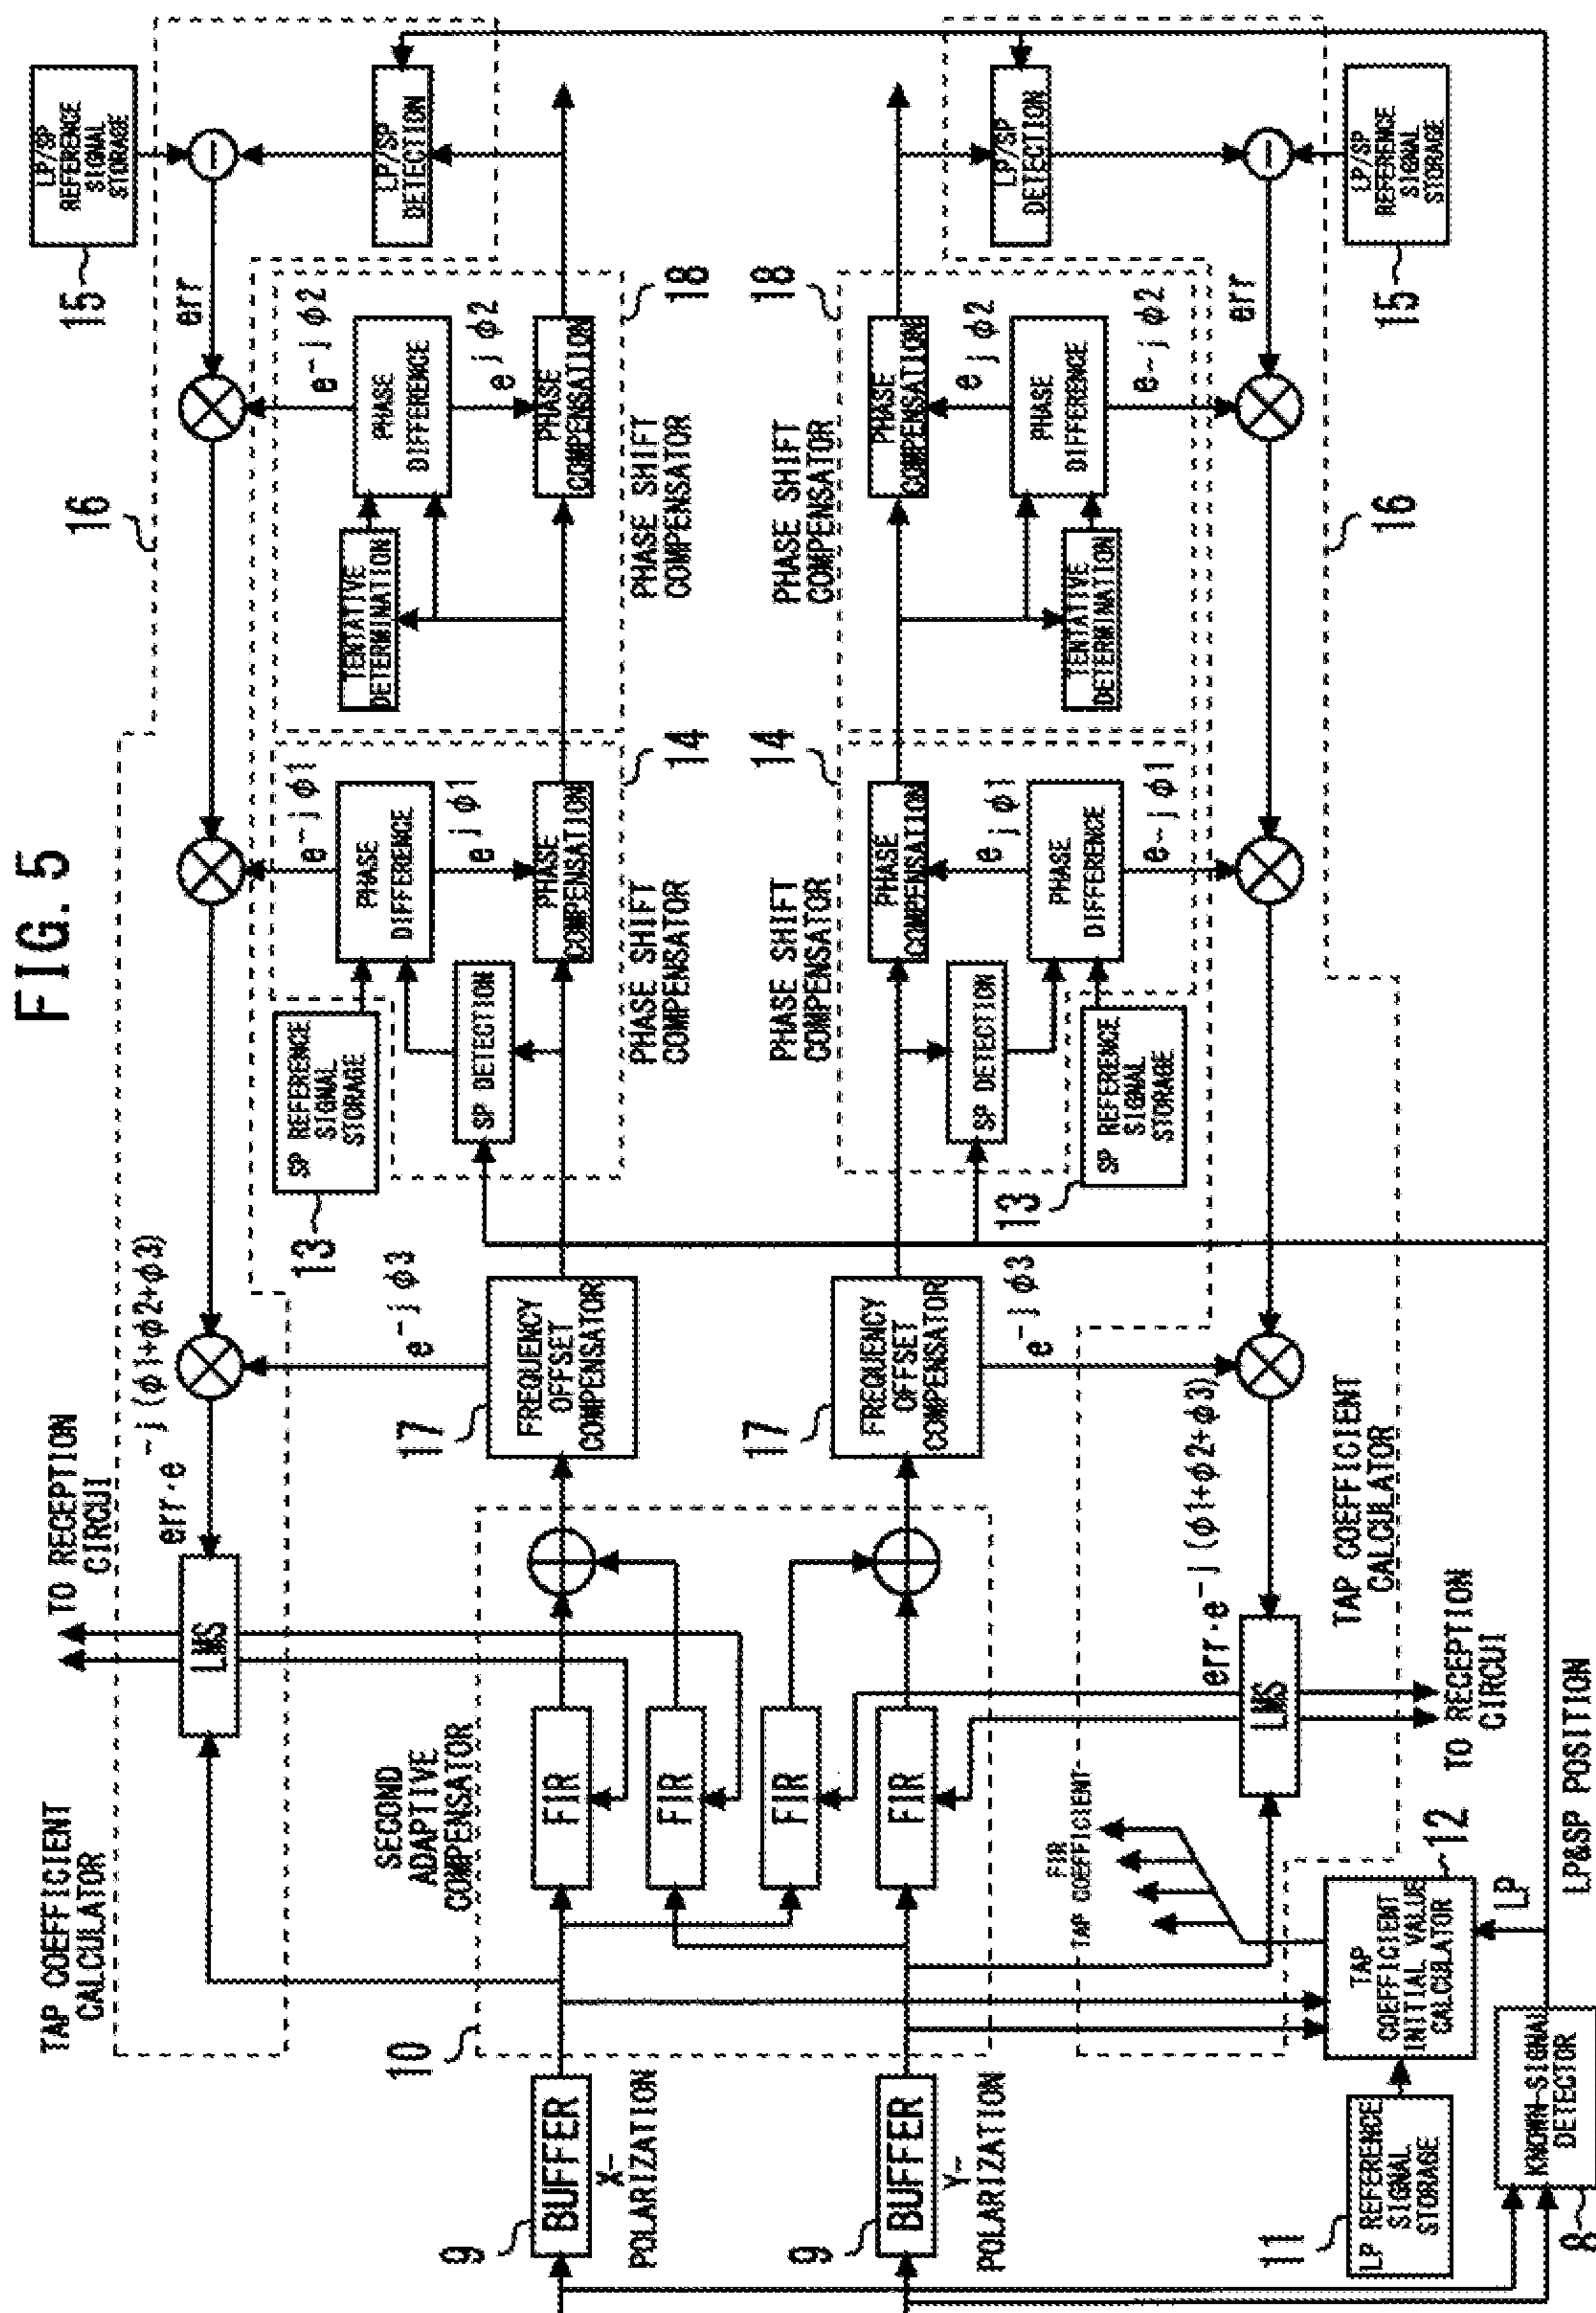 FIG. 5
TAP COEFFICIENT
CALCULATOR
TO RECEPTION
CIRCUI
16
15
LP/SP
REFERENCE
SIGNAL
STORAGE
LMS
err·e^-j(φ1+φ2+φ3)
err
e^-jφ3
13
SP REFERENCE
SIGNAL
STORAGE
e^-jφ1
PHASE
DIFFERENCE
e^jφ1
e^-jφ2
PHASE
DIFFERENCE
e^jφ2
TENTATIVE
DETERMINATION
LP/SP
DETECTION
SECOND
ADAPTIVE
COMPENSATOR
10
17
FREQUENCY
OFFSET
COMPENSATOR
SP DETECTION
PHASE
COMPENSATION
PHASE
COMPENSATION
9
BUFFER
X-
POLARIZATION
FIR
FIR
PHASE SHIFT
COMPENSATOR
14
PHASE SHIFT
COMPENSATOR
18
FIR
FIR
9
BUFFER
Y-
POLARIZATION
17
FREQUENCY
OFFSET
COMPENSATOR
PHASE SHIFT
COMPENSATOR
14
PHASE SHIFT
COMPENSATOR
18
PHASE
COMPENSATION
PHASE
COMPENSATION
SP DETECTION
e^jφ1
PHASE
DIFFERENCE
e~jφ1
e^jφ2
PHASE
DIFFERENCE
e~jφ2
TENTATIVE
DETERMINATION
LP/SP
DETECTION
e^-jφ3
13
SP REFERENCE
SIGNAL
STORAGE
FIR
TAP COEFFICIENT-
err·e^-j(φ1+φ2+φ3)
err
LMS
TAP COEFFICIENT
CALCULATOR
16
15
LP/SP
REFERENCE
SIGNAL
STORAGE
11
LP REFERENCE
SIGNAL
STORAGE
TAP
COEFFICIENT
INITIAL VALUE
CALCULATOR
12
TO RECEPTION
CIRCUI
LP
8
KNOWN-SIGNAL
DETECTOR
LP&SP POSITION